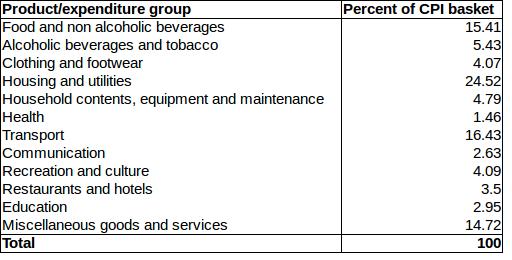 Product/expenditure group Percent of CPI basket
Food and non alcoholic beverages 15.41
Alcoholic beverages and tobacco 5.43
Clothing and footwear 4.07
Housing and utilities 24.52
Household contents, equipment and maintenance 4.79
Health 1.46
Transport 16.43
Communication 2.63
Recreation and culture 4.09
Restaurants and hotels 3.5
Education 2.95
Miscellaneous goods and services 14.72
Total 100